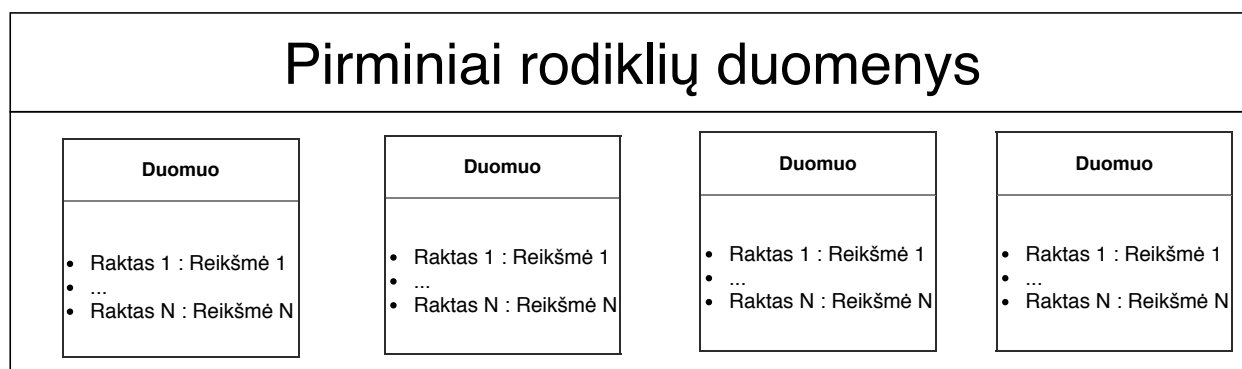 Pirminiai rodiklių duomenys
Duomuo
• Raktas 1 : Reikšmė 1
• ...
• Raktas N : Reikšmė N
Duomuo
• Raktas 1 : Reikšmė 1
• ...
• Raktas N : Reikšmė N
Duomuo
• Raktas 1 : Reikšmė 1
• ...
• Raktas N : Reikšmė N
Duomuo
• Raktas 1 : Reikšmė 1
• ...
• Raktas N : Reikšmė N